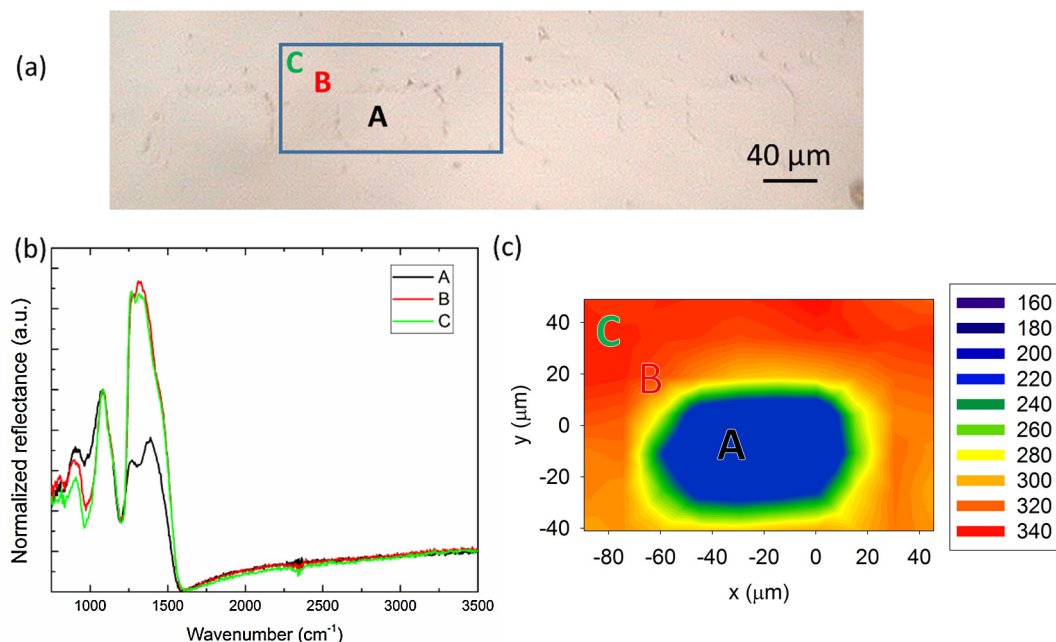 (a)
C
B
A
40 μm
(b)
Normalized reflectance (a.u.)
A
B
C
1000 1500 2000 2500 3000 3500
Wavenumber (cm⁻¹)
(c)
C
B
A
y (μm)
40
20
0
-20
-40
-80 -60 -40 -20 0 20 40
x (μm)
160
180
200
220
240
260
280
300
320
340